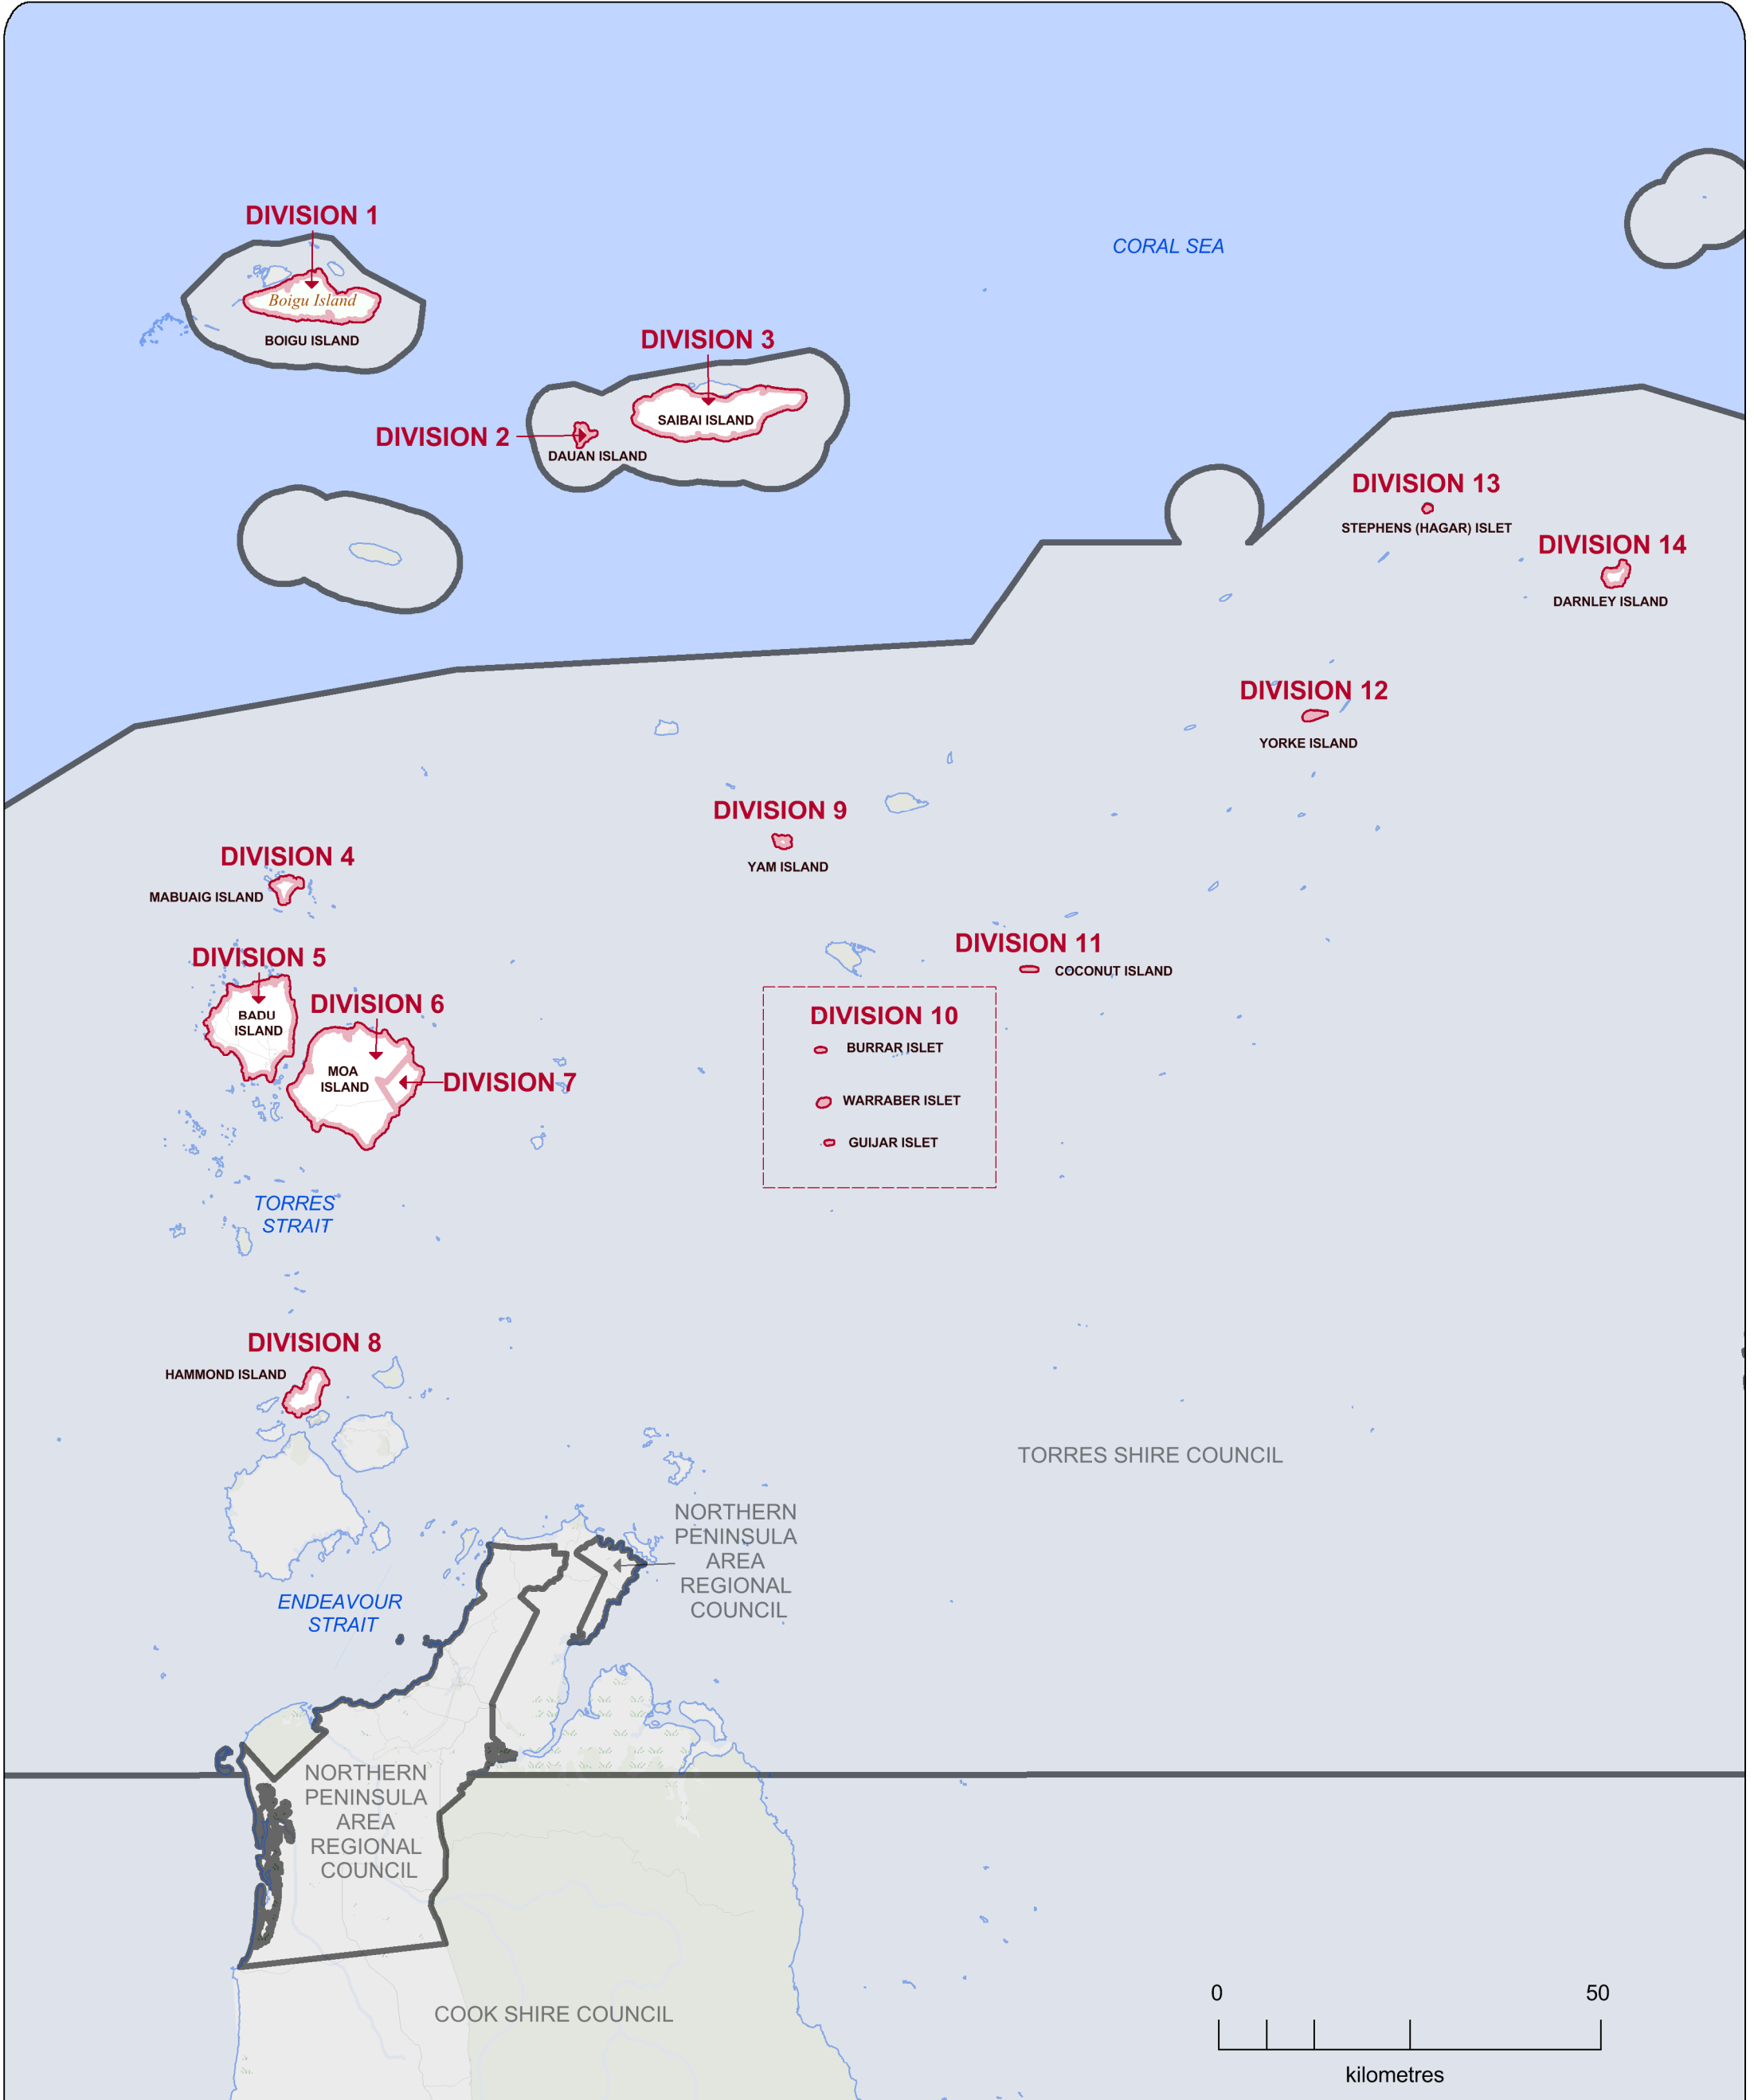 DIVISION 1
CORAL SEA
Boigu Island
BOIGU ISLAND
DIVISION 3
SAIBAI ISLAND
DIVISION 2
DAUAN ISLAND
DIVISION 13
STEPHENS (HAGAR) ISLET
DIVISION 14
DARNLEY ISLAND
DIVISION 12
YORKE ISLAND
DIVISION 9
YAM ISLAND
DIVISION 4
MABUAIG ISLAND
DIVISION 11
COCONUT ISLAND
DIVISION 5
BADU
ISLAND
DIVISION 6
MOA
ISLAND
DIVISION 7
DIVISION 10
BURRAR ISLET
WARRABER ISLET
GUIJAR ISLET
TORRES
STRAIT
DIVISION 8
HAMMOND ISLAND
TORRES SHIRE COUNCIL
NORTHERN
PENINSULA
AREA
REGIONAL
COUNCIL
ENDEAVOUR
STRAIT
NORTHERN
PENINSULA
AREA
REGIONAL
COUNCIL
COOK SHIRE COUNCIL
0 50
kilometres